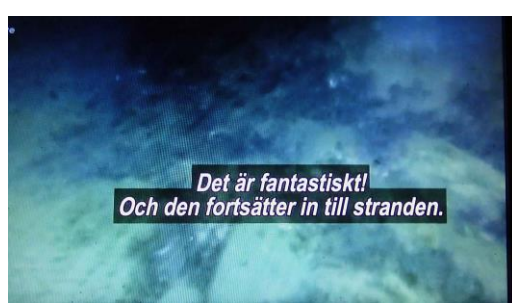 Det är fantastiskt!
Och den fortsätter in till stranden.